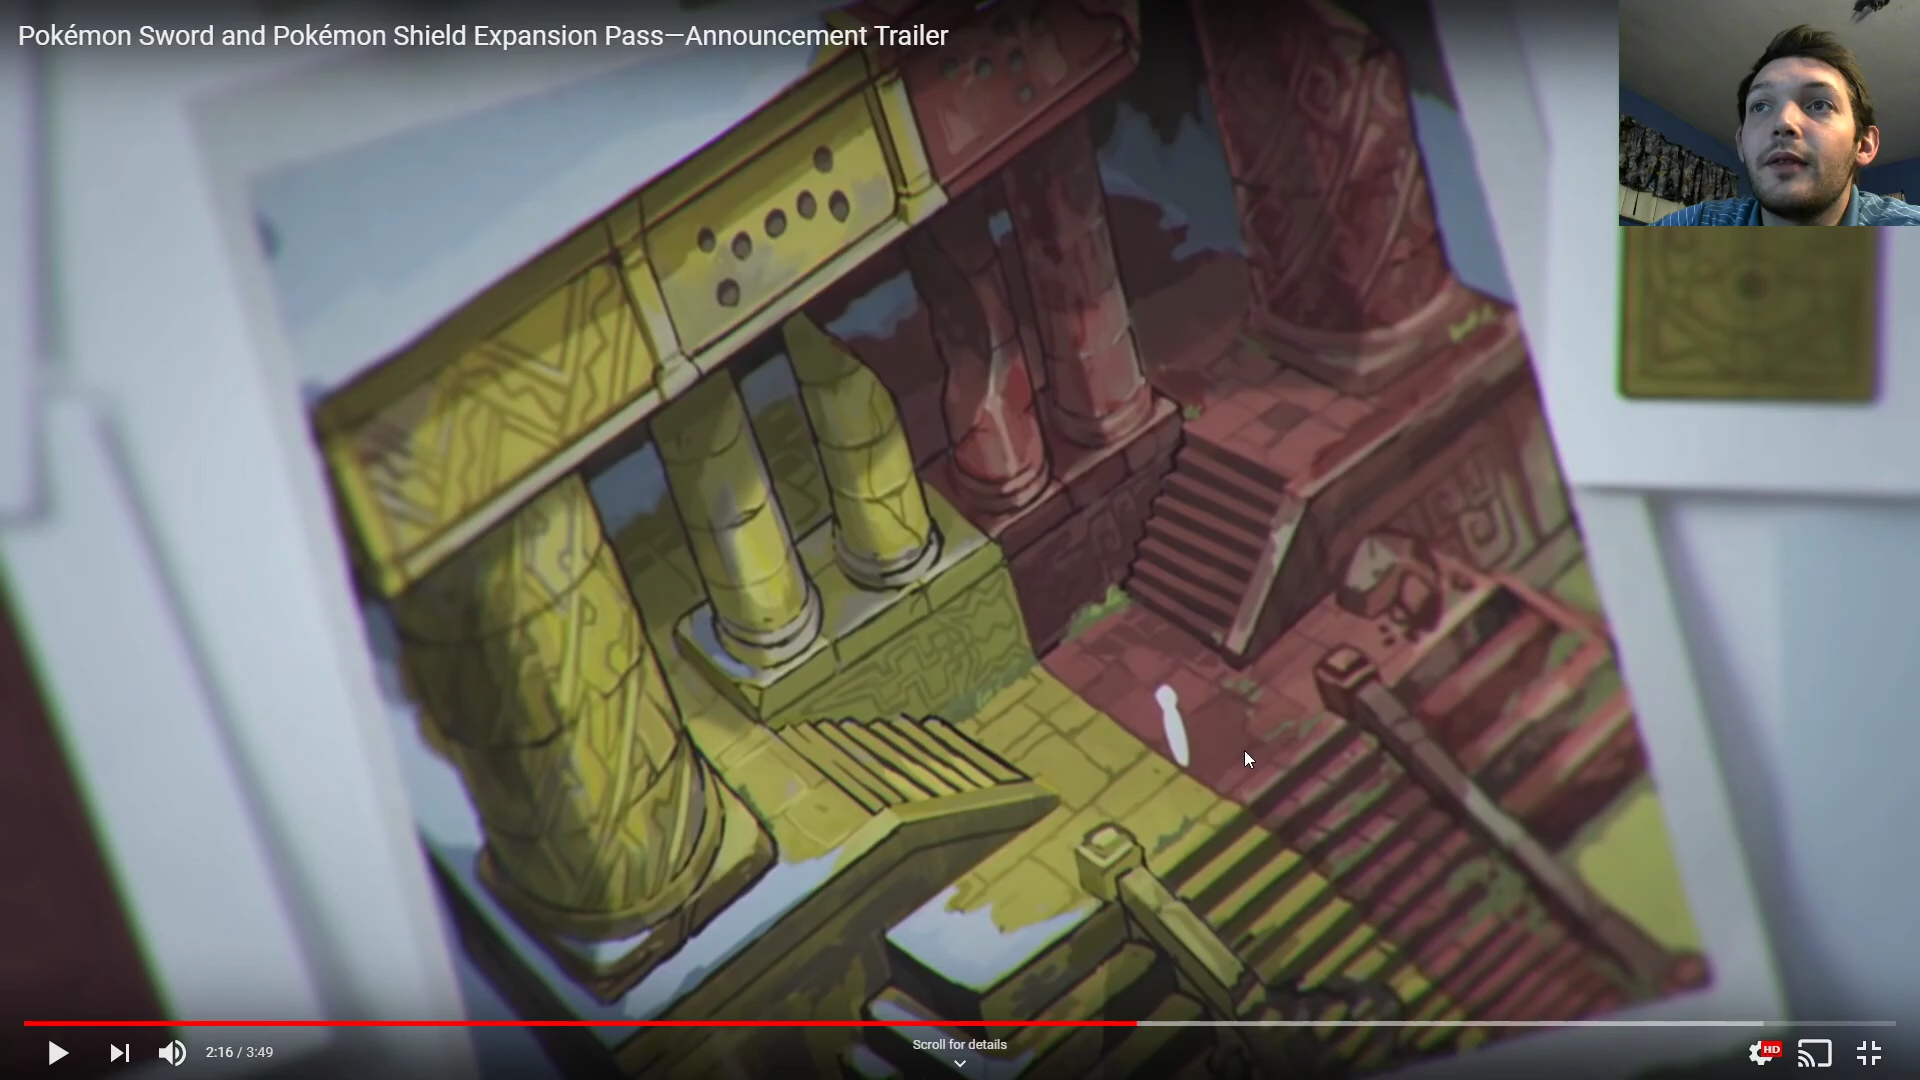 Pokémon Sword and Pokémon Shield Expansion Pass—Announcement Trailer
2:16 / 3:49
Scroll for details
HD